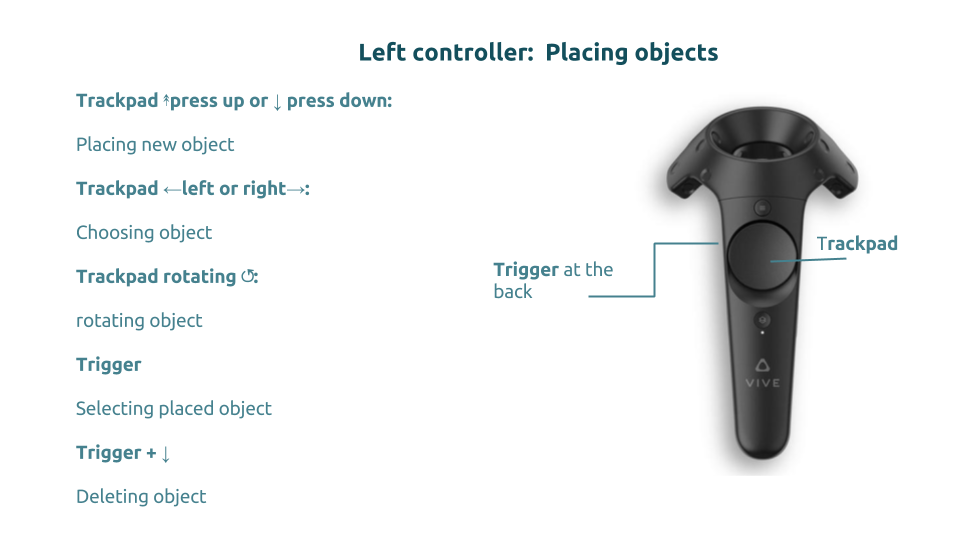 Left controller:  Placing objects
Trackpad ↟press up or ↓ press down:
Placing new object
Trackpad ←left or right→:
Choosing object
Trackpad rotating ↺:
rotating object
Trigger
Selecting placed object
Trigger + ↓
Deleting object
Trigger at the
back
Trackpad
VIVE